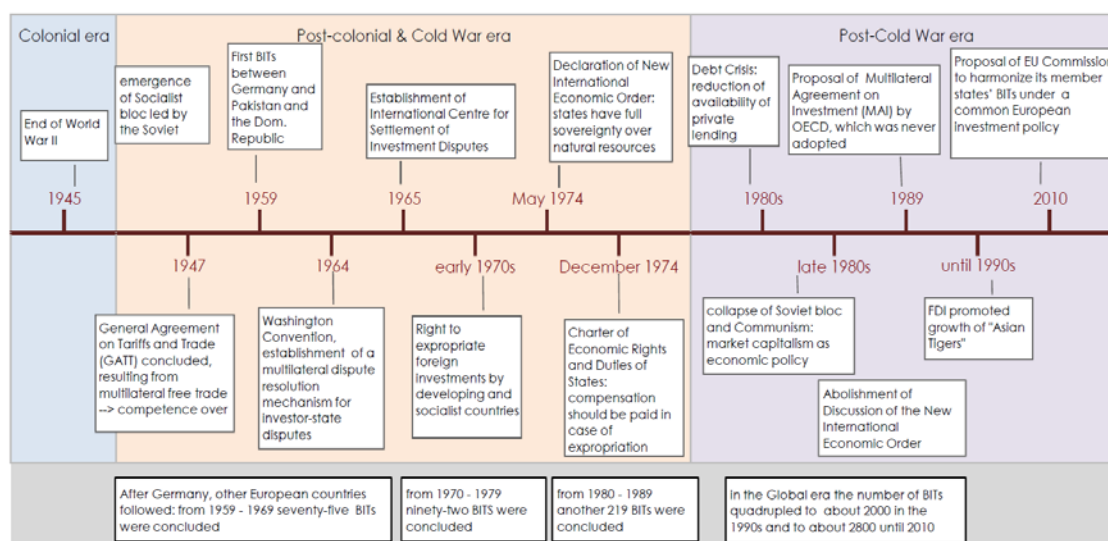 Colonial era
Post-colonial & Cold War era
Post-Cold War era
emergence
of Socialist
bloc led by
the Soviet
First BITs
between
Germany and
Pakistan and
the Dom.
Republic
Declaration of New
International
Economic Order:
states have full
sovereignty over
natural resources
Debt Crisis:
reduction of
availability of
private
lending
Proposal of Multilateral
Agreement on
Investment (MAI) by
OECD, which was never
adopted
Proposal of EU Commission
to harmonize its member
states' BITs under a
common European
Investment policy
End of World
War II
Establishment of
International Centre for
Settlement of
Investment Disputes
1945
1959
1965
May 1974
1980s
1989
2010
1947
1964
early 1970s
December 1974
late 1980s
until 1990s
General Agreement
on Tariffs and Trade
(GATT) concluded,
resulting from
multilateral free trade
--> competence over
Washington
Convention,
establishment of a
multilateral dispute
resolution
mechanism for
investor-state
disputes
Right to
expropriate
foreign
investments by
developing and
socialist countries
Charter of
Economic Rights
and Duties of
States:
compensation
should be paid in
case of
expropriation
collapse of Soviet bloc
and Communism:
market capitalism as
economic policy
FDI promoted
growth of "Asian
Tigers"
Abolishment of
Discussion of the New
International
Economic Order
After Germany, other European countries
followed: from 1959 - 1969 seventy-five BITs
were concluded
from 1970 - 1979
ninety-two BITS were
concluded
from 1980 - 1989
another 219 BITs were
concluded
in the Global era the number of BITs
quadrupled to about 2000 in the
1990s and to about 2800 until 2010